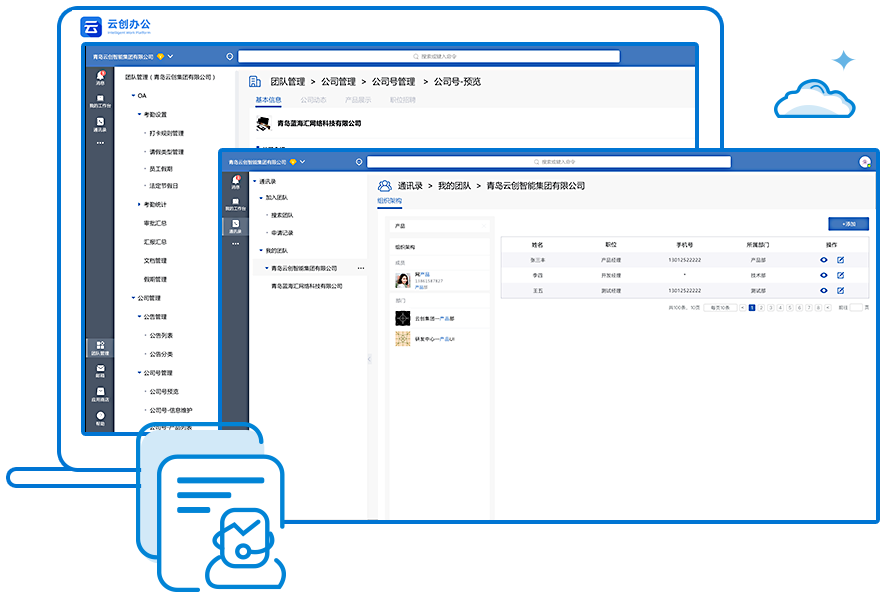 云创办公
Intelligent Work Platform
青岛云创智能集团有限公司
搜索或键入命令
消息
我的工作台
通讯录
团队管理
邮箱
应用商店
帮助
团队管理（青岛云创集团有限公司）
OA
考勤设置
打卡规则管理
请假类型管理
员工假期
法定节假日
考勤统计
审批汇总
汇报汇总
文档管理
假期管理
公司管理
公告管理
公告列表
公告分类
公司号管理
公司号预览
公司号-信息维护
公司号-产品列表
团队管理 > 公司管理 > 公司号管理 > 公司号-预览
基本信息 公司动态 产品展示 职位招聘
青岛蓝海汇网络科技有限公司
青岛云创智能集团有限公司
搜索或键入命令
消息
我的工作台
通讯录
通讯录
加入团队
搜索团队
申请记录
我的团队
青岛云创智能集团有限公司
青岛蓝海汇网络科技有限公司
通讯录 > 我的团队 > 青岛云创智能集团有限公司
组织架构
产品
组织架构
成员
网产品
产品部
部门
云创集团—产品部
研发中心—产品UI
+添加
姓名 职位 手机号 所属部门 操作
张三丰 产品经理 13012522222 产品部
李四 开发经理 - 技术部
王五 测试经理 13012522222 测试部
共100条，10页 每页10条 < 1 2 3 4 5 6 7 8 < 前往 页